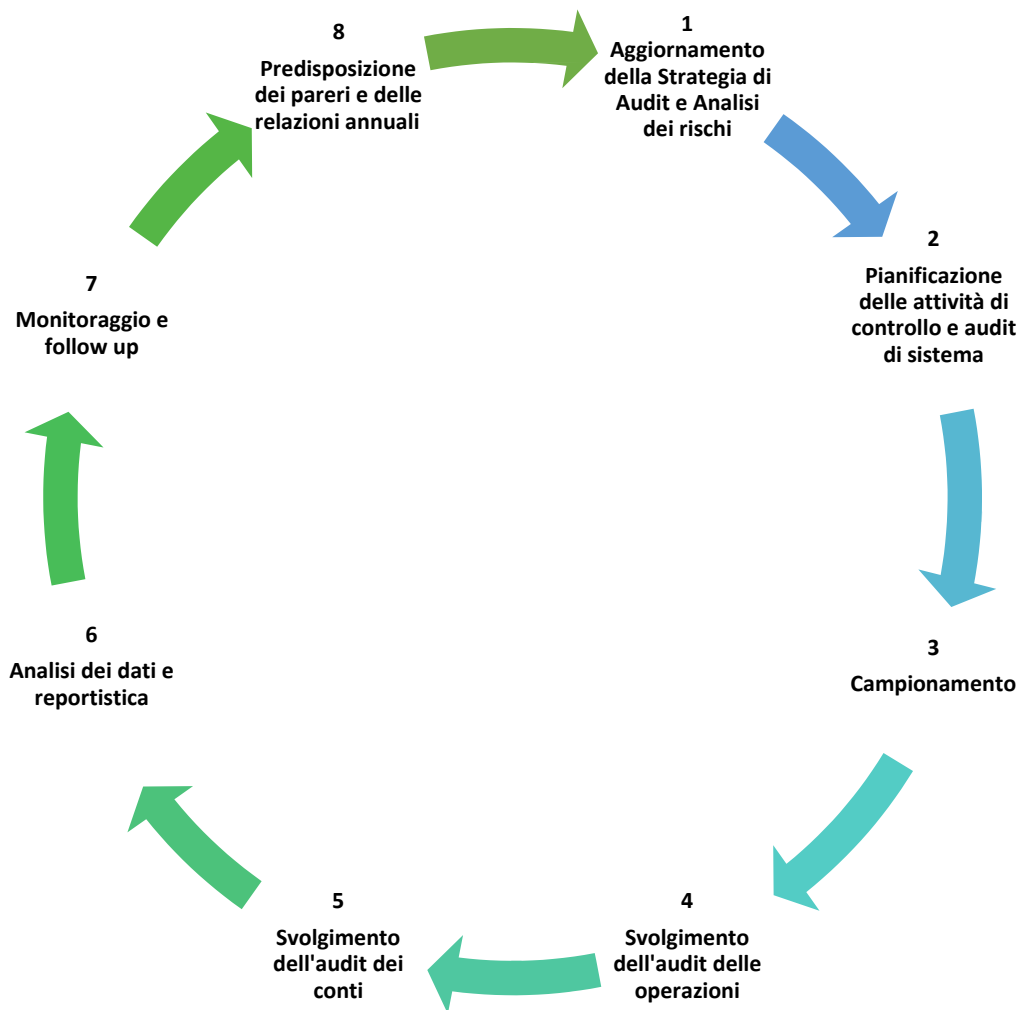 1
Aggiornamento
della Strategia di
Audit e Analisi
dei rischi
2
Pianificazione
delle attività di
controllo e audit
di sistema
3
Campionamento
4
Svolgimento
dell'audit delle
operazioni
5
Svolgimento
dell'audit dei
conti
6
Analisi dei dati e
reportistica
7
Monitoraggio e
follow up
8
Predisposizione
dei pareri e delle
relazioni annuali